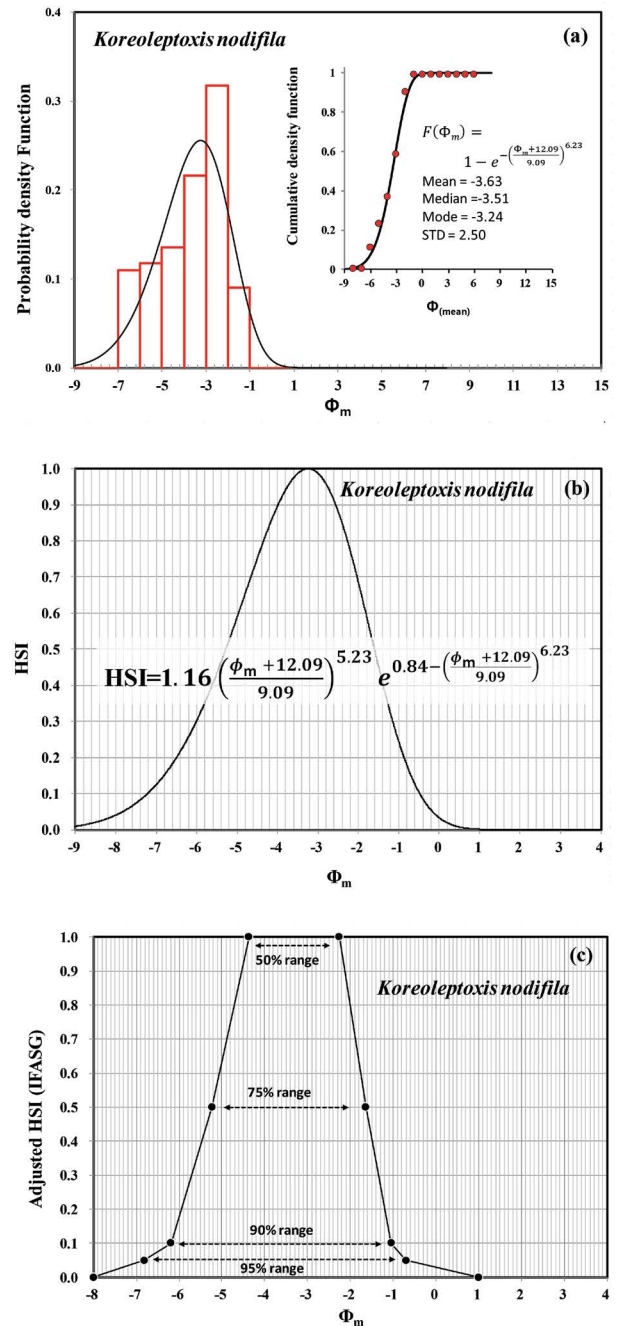 Koreoleptoxis nodifila
(a)
Probability density Function
0.4
0.3
0.2
0.1
0.0
-9 -7 -5 -3 -1 1 3 5 7 9 11 13 15
Φm
Cumulative density function
1
0.8
0.6
0.4
0.2
0
-9 -6 -3 0 3 6 9 12 15
Φ(mean)
F(Φm) =
1 − e^−((Φm+12.09)/9.09)^6.23
Mean = -3.63
Median = -3.51
Mode = -3.24
STD = 2.50
Koreoleptoxis nodifila
(b)
HSI
1.0
0.9
0.8
0.7
0.6
0.5
0.4
0.3
0.2
0.1
0.0
HSI=1.16 ((ϕm +12.09)/9.09)^5.23 e^0.84−((ϕm +12.09)/9.09)^6.23
-9 -8 -7 -6 -5 -4 -3 -2 -1 0 1 2 3 4
Φm
(c)
Koreoleptoxis nodifila
Adjusted HSI (IFASG)
1.0
0.9
0.8
0.7
0.6
0.5
0.4
0.3
0.2
0.1
0.0
50% range
75% range
90% range
95% range
-8 -7 -6 -5 -4 -3 -2 -1 0 1 2 3 4
Φm